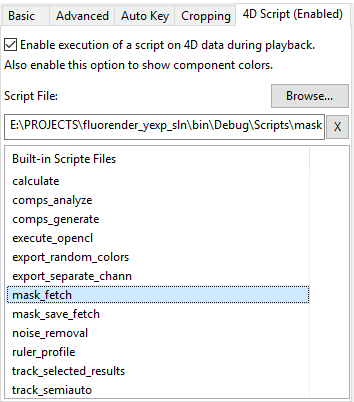 Basic Advanced Auto Key Cropping 4D Script (Enabled)
Enable execution of a script on 4D data during playback.
Also enable this option to show component colors.
Script File: Browse...
E:\PROJECTS\fluorender_yexp_sln\bin\Debug\Scripts\mask X
Built-in Scripte Files
calculate
comps_analyze
comps_generate
execute_opencl
export_random_colors
export_separate_chann
mask_fetch
mask_save_fetch
noise_removal
ruler_profile
track_selected_results
track_semiauto